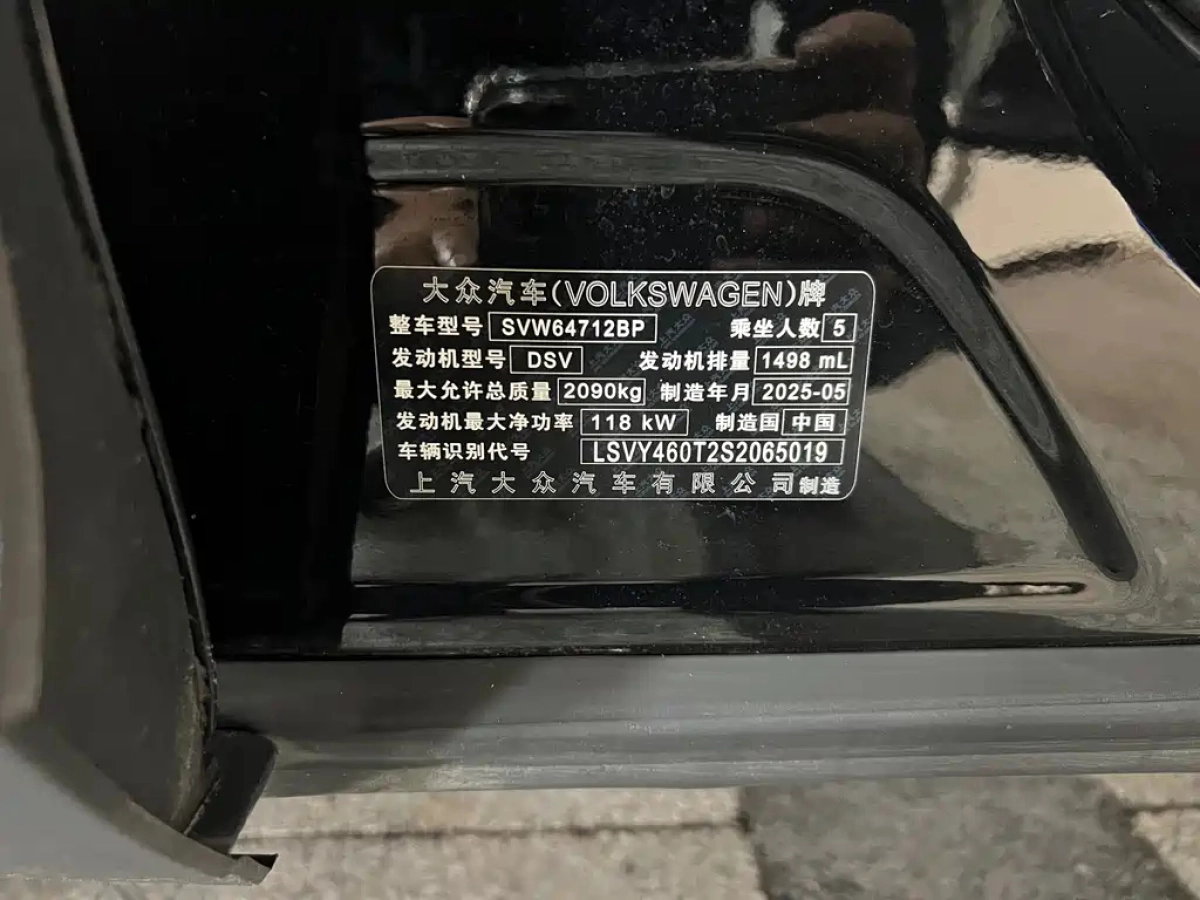 大众汽车(VOLKSWAGEN)牌
整车型号 SVW64712BP 乘坐人数 5
发动机型号 DSV 发动机排量 1498 mL
最大允许总质量 2090kg 制造年月 2025-05
发动机最大净功率 118 kW 制造国 中国
车辆识别代号 LSVY460T2S2065019
上汽大众汽车有限公司制造